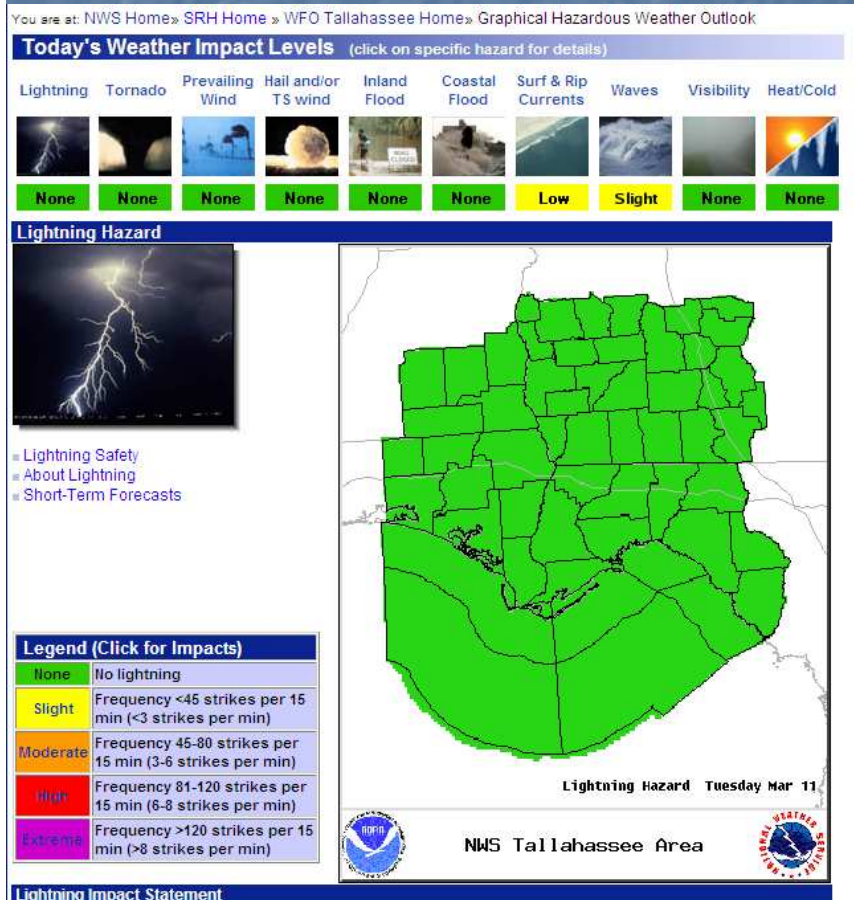 You are at: NWS Home» SRH Home » WFO Tallahassee Home» Graphical Hazardous Weather Outlook
Today's Weather Impact Levels (click on specific hazard for details)
Lightning Tornado Prevailing Wind Hail and/or TS wind Inland Flood Coastal Flood Surf & Rip Currents Waves Visibility Heat/Cold
ROAD CLOSED
None None None None None None Low Slight None None
Lightning Hazard
Lightning Safety
About Lightning
Short-Term Forecasts
Legend (Click for Impacts)
None No lightning
Slight Frequency <45 strikes per 15
min (<3 strikes per min)
Moderate Frequency 45-80 strikes per
15 min (3-6 strikes per min)
High Frequency 81-120 strikes per
15 min (6-8 strikes per min)
Extreme Frequency >120 strikes per 15
min (>8 strikes per min)
Lightning Hazard Tuesday Mar 11
NOAA
NWS Tallahassee Area
NATIONAL WEATHER SERVICE
Lightning Impact Statement